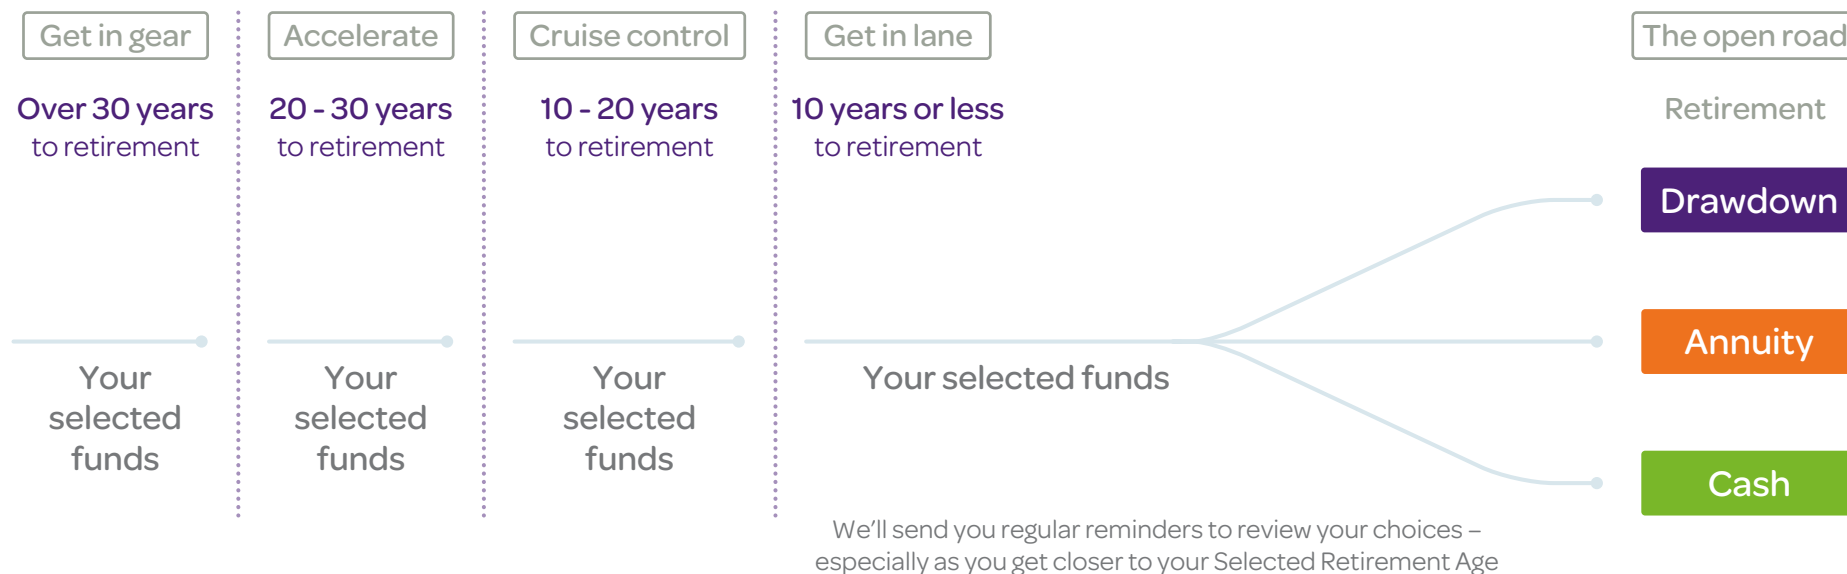 Get in gear
Over 30 years
to retirement
Your
selected
funds
Accelerate
20 - 30 years
to retirement
Your
selected
funds
Cruise control
10 - 20 years
to retirement
Your
selected
funds
Get in lane
10 years or less
to retirement
Your selected funds
We'll send you regular reminders to review your choices –
especially as you get closer to your Selected Retirement Age
The open road
Retirement
Drawdown
Annuity
Cash